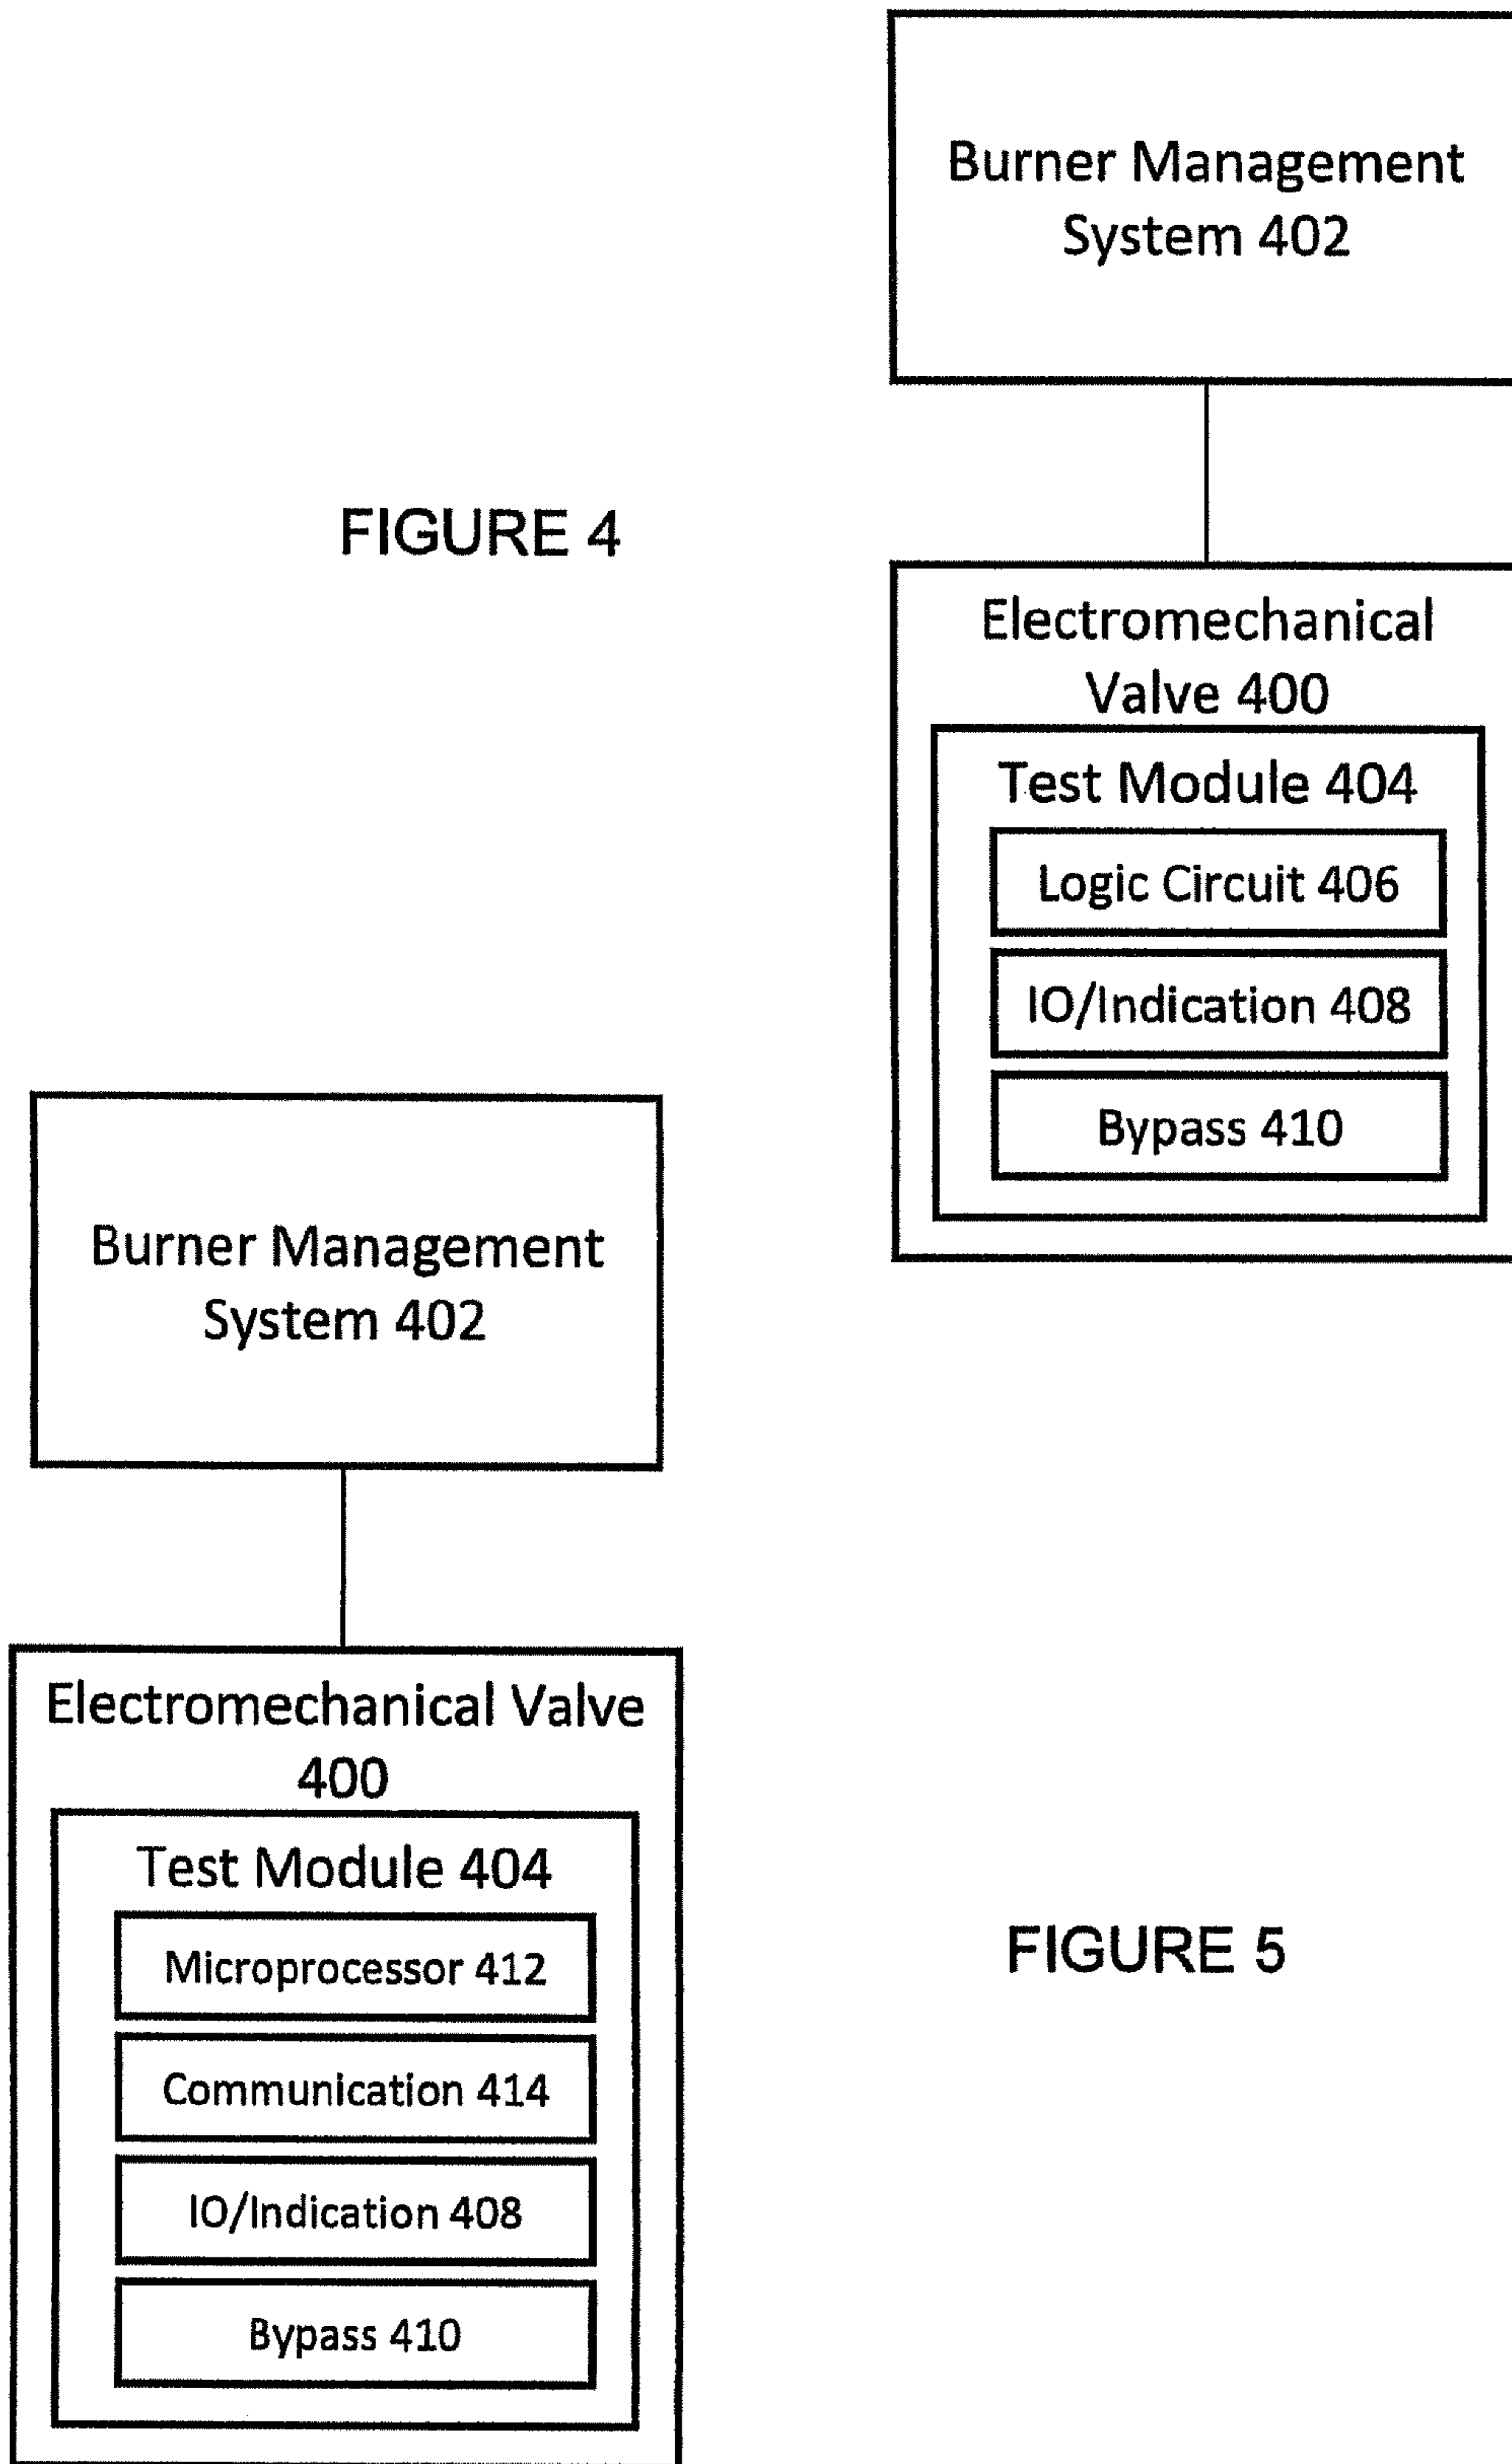 Burner Management
System 402
FIGURE 4
Electromechanical
Valve 400
Test Module 404
Logic Circuit 406
IO/Indication 408
Bypass 410
Burner Management
System 402
Electromechanical Valve
400
Test Module 404
Microprocessor 412
Communication 414
IO/Indication 408
Bypass 410
FIGURE 5